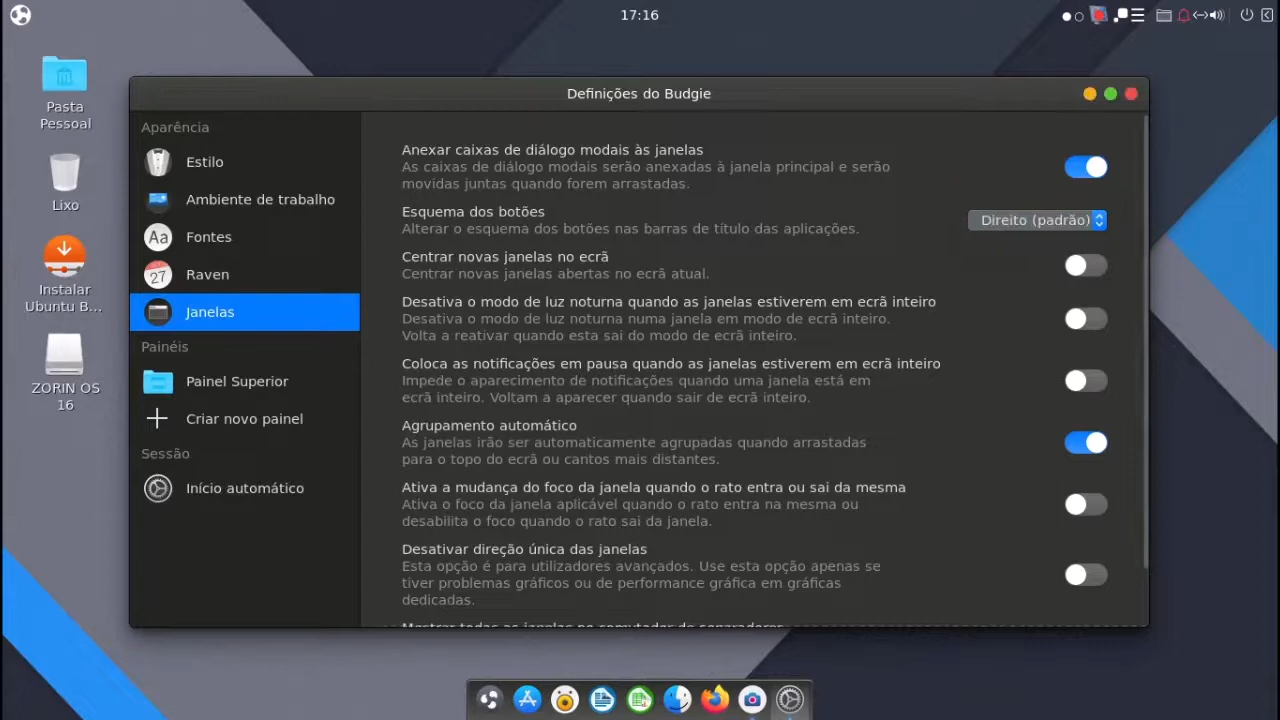 17:16
Pasta
Pessoal
Lixo
Instalar
Ubuntu B...
ZORIN OS
16
Definições do Budgie
Aparência
Estilo
Ambiente de trabalho
Aa
Fontes
27
Raven
Janelas
Painéis
Painel Superior
Criar novo painel
Sessão
Início automático
Anexar caixas de diálogo modais às janelas
As caixas de diálogo modais serão anexadas à janela principal e serão
movidas juntas quando forem arrastadas.
Esquema dos botões
Alterar o esquema dos botões nas barras de título das aplicações.
Direito (padrão)
Centrar novas janelas no ecrã
Centrar novas janelas abertas no ecrã atual.
Desativa o modo de luz noturna quando as janelas estiverem em ecrã inteiro
Desativa o modo de luz noturna numa janela em modo de ecrã inteiro.
Volta a reativar quando esta sai do modo de ecrã inteiro.
Coloca as notificações em pausa quando as janelas estiverem em ecrã inteiro
Impede o aparecimento de notificações quando uma janela está em
ecrã inteiro. Voltam a aparecer quando sair de ecrã inteiro.
Agrupamento automático
As janelas irão ser automaticamente agrupadas quando arrastadas
para o topo do ecrã ou cantos mais distantes.
Ativa a mudança do foco da janela quando o rato entra ou sai da mesma
Ativa o foco da janela aplicável quando o rato entra na mesma ou
desabilita o foco quando o rato sai da janela.
Desativar direção única das janelas
Esta opção é para utilizadores avançados. Use esta opção apenas se
tiver problemas gráficos ou de performance gráfica em gráficas
dedicadas.
Mostrar todas as janelas no comutador de separadores